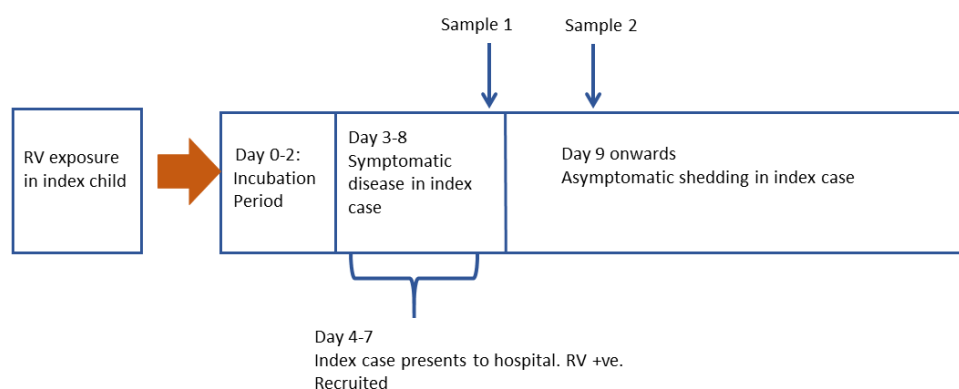 Sample 1
Sample 2
RV exposure
in index child
Day 0-2:
Incubation
Period
Day 3-8
Symptomatic
disease in index
case
Day 9 onwards
Asymptomatic shedding in index case
Day 4-7
Index case presents to hospital. RV +ve.
Recruited